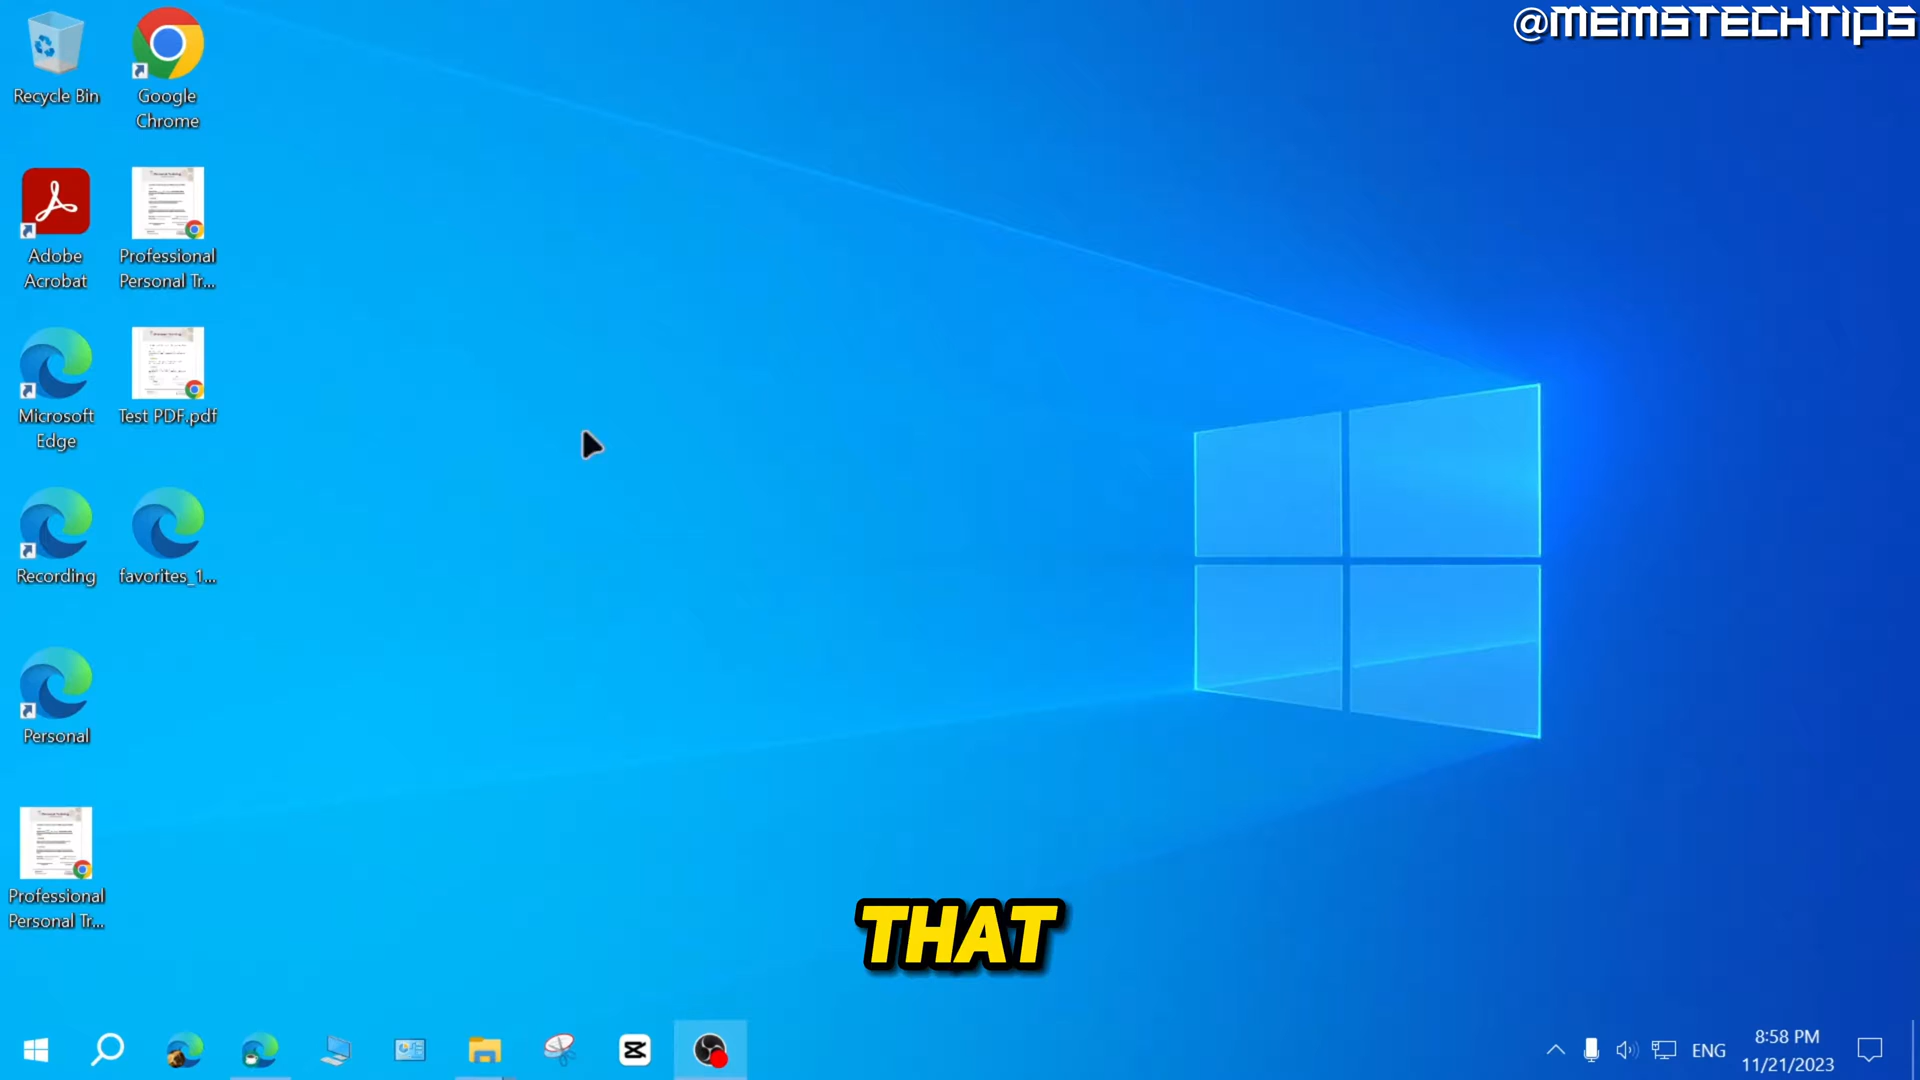 @MEMSTECHTIPS
Recycle Bin
Google
Chrome
Adobe
Acrobat
Professional
Personal Tr...
Microsoft
Edge
Test PDF.pdf
Recording
favorites_1...
Personal
Professional
Personal Tr...
THAT
ENG
8:58 PM
11/21/2023